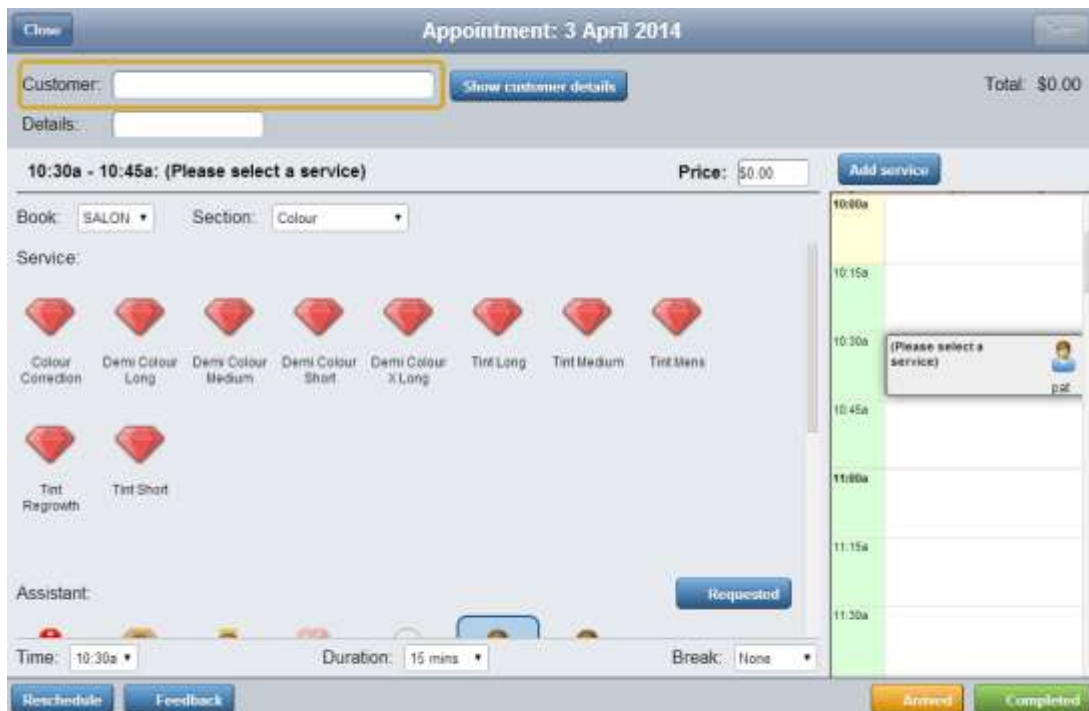 Close
Appointment: 3 April 2014
Customer:
Show customer details
Total: $0.00
Details:
10:30a - 10:45a: (Please select a service)
Price: $0.00
Add service
Book: SALON
Section: Colour
Service:
Colour
Correction
Demi Colour
Long
Demi Colour
Medium
Demi Colour
Short
Demi Colour
X Long
Tint Long
Tint Medium
Tint Mens
Tint
Regrowth
Tint Short
Assistant:
Requested
Time: 10:30a
Duration: 15 mins
Break: None
10:00a
10:15a
10:30a
(Please select a
service)
pat
10:45a
11:00a
11:15a
11:30a
Reschedule
Feedback
Arrived
Completed